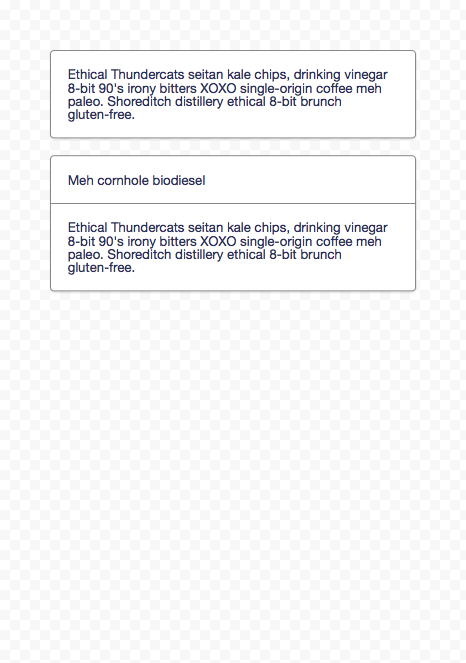 Ethical Thundercats seitan kale chips, drinking vinegar
8-bit 90's irony bitters XOXO single-origin coffee meh
paleo. Shoreditch distillery ethical 8-bit brunch
gluten-free.
Meh cornhole biodiesel
Ethical Thundercats seitan kale chips, drinking vinegar
8-bit 90's irony bitters XOXO single-origin coffee meh
paleo. Shoreditch distillery ethical 8-bit brunch
gluten-free.